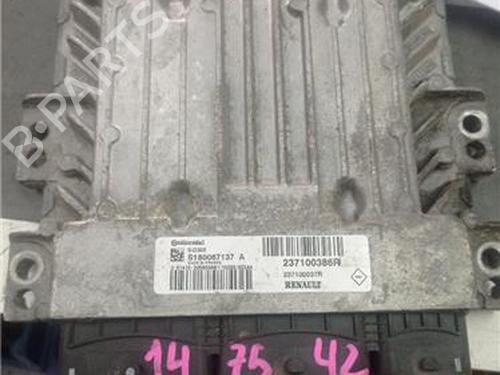 B-PARTS
Continental
S180067137 A
237100386R
237100037R
RENAULT
14 75 42